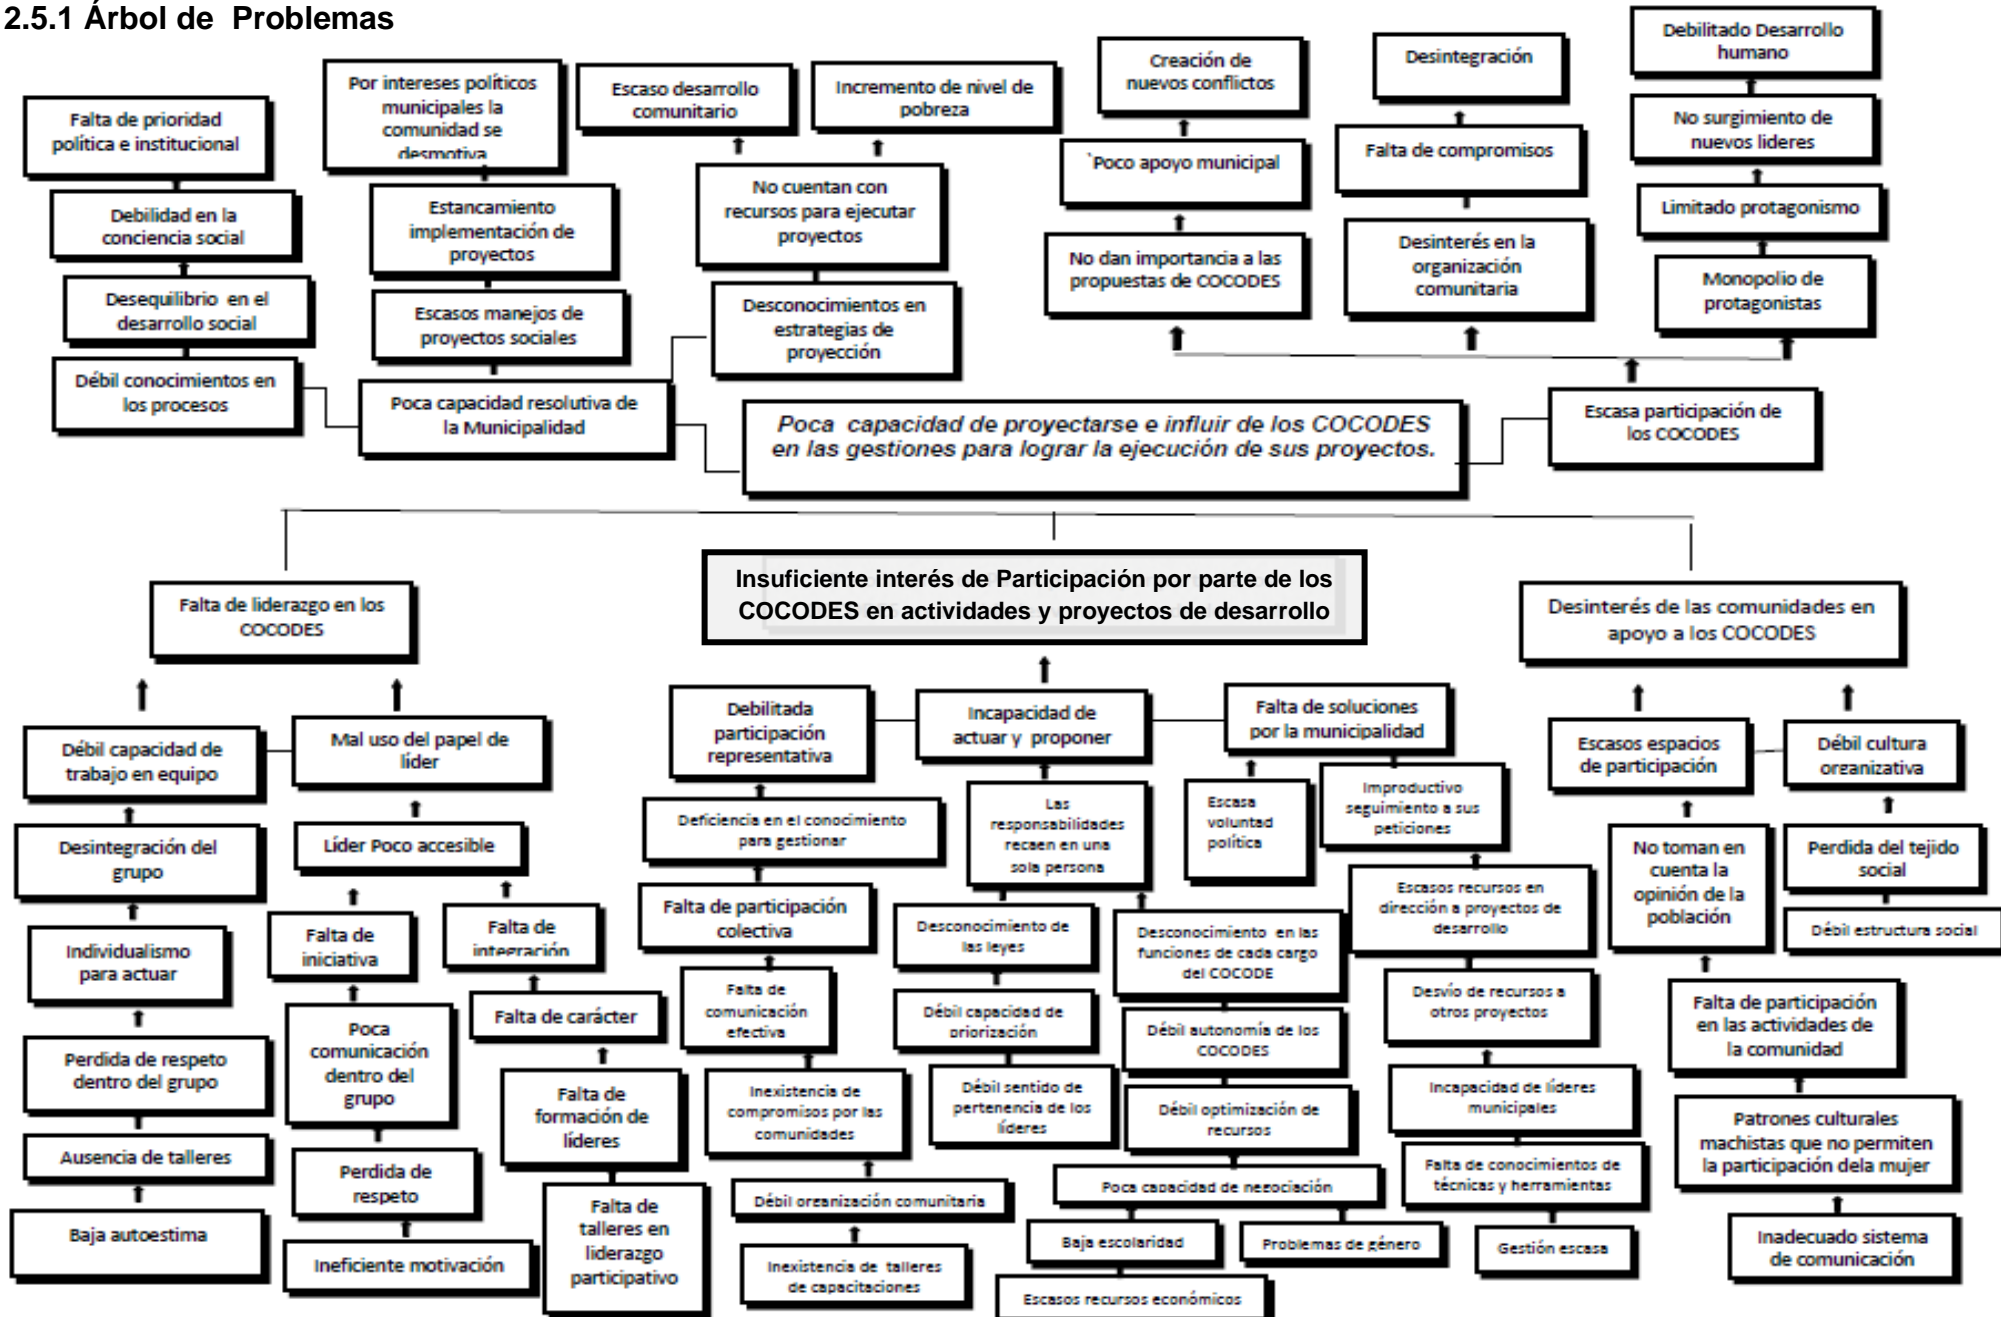 2.5.1 Árbol de Problemas
Falta de prioridad
política e institucional
Debilidad en la
conciencia social
Desequilibrio en el
desarrollo social
Débil conocimientos en
los procesos
Por intereses políticos
municipales la
comunidad se
desmotiva
Estancamiento
implementación de
proyectos
Escasos manejos de
proyectos sociales
Poca capacidad resolutiva de
la Municipalidad
Escaso desarrollo
comunitario
Incremento de nivel de
pobreza
No cuentan con
recursos para ejecutar
proyectos
Desconocimientos en
estrategias de
proyección
Creación de
nuevos conflictos
`Poco apoyo municipal
No dan importancia a las
propuestas de COCODES
Desintegración
Falta de compromisos
Desinterés en la
organización
comunitaria
Debilitado Desarrollo
humano
No surgimiento de
nuevos lideres
Limitado protagonismo
Monopolio de
protagonistas
Escasa participación de
los COCODES
Poca capacidad de proyectarse e influir de los COCODES
en las gestiones para lograr la ejecución de sus proyectos.
Falta de liderazgo en los
COCODES
Insuficiente interés de Participación por parte de los
COCODES en actividades y proyectos de desarrollo
Desinterés de las comunidades en
apoyo a los COCODES
Débil capacidad de
trabajo en equipo
Desintegración del
grupo
Individualismo
para actuar
Perdida de respeto
dentro del grupo
Ausencia de talleres
Baja autoestima
Mal uso del papel de
líder
Líder Poco accesible
Falta de
iniciativa
Poca
comunicación
dentro del
grupo
Perdida de
respeto
Ineficiente motivación
Falta de
integración
Falta de carácter
Falta de
formación de
líderes
Falta de
talleres en
liderazgo
participativo
Debilitada
participación
representativa
Deficiencia en el conocimiento
para gestionar
Falta de participación
colectiva
Falta de
comunicación
efectiva
Inexistencia de
compromisos por las
comunidades
Débil organización comunitaria
Inexistencia de talleres
de capacitaciones
Incapacidad de
actuar y proponer
Las
responsabilidades
recaen en una
sola persona
Desconocimiento de
las leyes
Débil capacidad de
priorización
Débil sentido de
pertenencia de los
líderes
Desconocimiento en las
funciones de cada cargo
del COCODE
Débil autonomía de los
COCODES
Débil optimización de
recursos
Poca capacidad de negociación
Baja escolaridad
Problemas de género
Escasos recursos económicos
Falta de soluciones
por la municipalidad
Escasa
voluntad
política
Improductivo
seguimiento a sus
peticiones
Escasos recursos en
dirección a proyectos de
desarrollo
Desvío de recursos a
otros proyectos
Incapacidad de líderes
municipales
Falta de conocimientos de
técnicas y herramientas
Gestión escasa
Escasos espacios
de participación
No toman en
cuenta la
opinión de la
población
Falta de participación
en las actividades de
la comunidad
Patrones culturales
machistas que no permiten
la participación dela mujer
Inadecuado sistema
de comunicación
Débil cultura
organizativa
Perdida del tejido
social
Débil estructura social